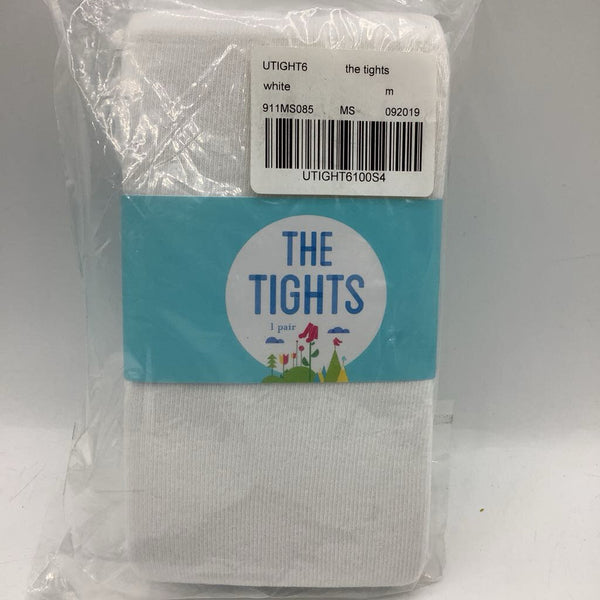 UTIGHT6 the tights
white m
911MS085 MS 092019
UTIGHT6100S4
THE
TIGHTS
1 pair